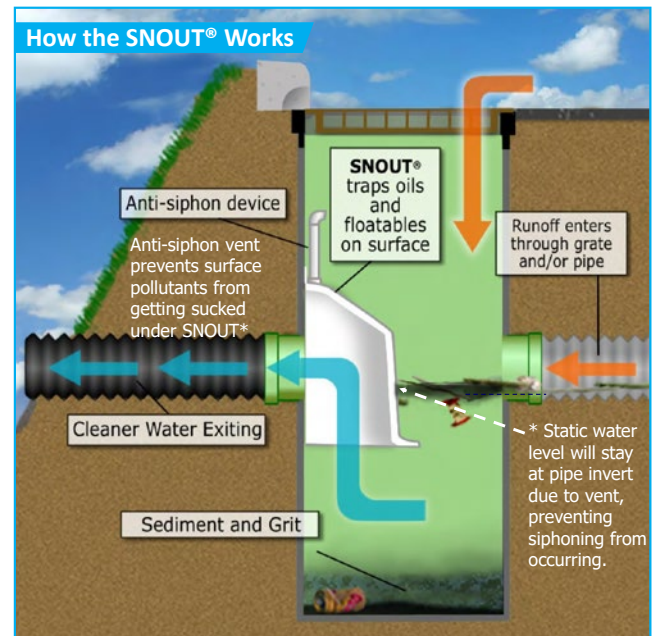 How the SNOUT® Works
SNOUT®
traps oils
and
floatables
on surface
Anti-siphon device
Anti-siphon vent
prevents surface
pollutants from
getting sucked
under SNOUT*
Runoff enters
through grate
and/or pipe
Cleaner Water Exiting
* Static water
level will stay
at pipe invert
due to vent,
preventing
siphoning from
occurring.
Sediment and Grit